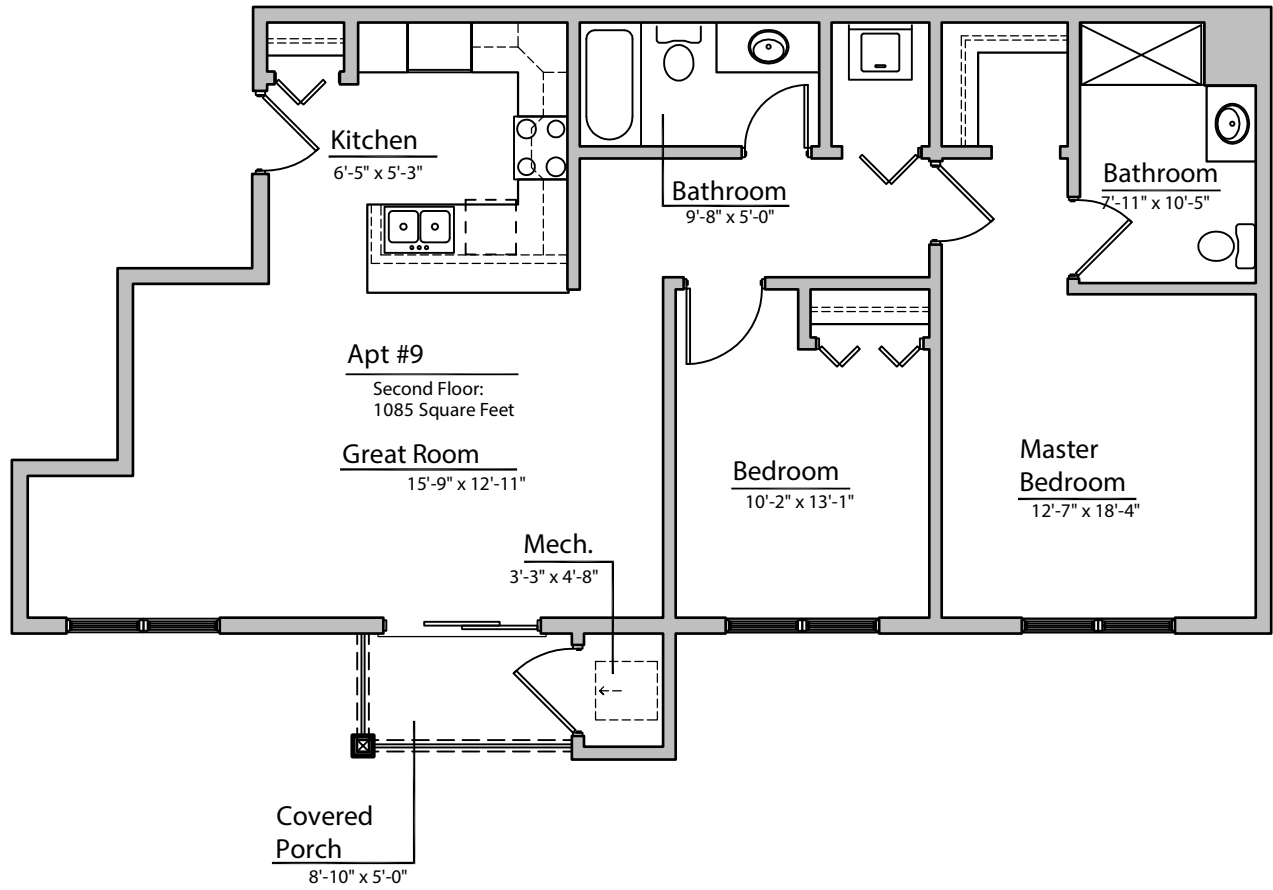 Kitchen
6'-5" x 5'-3"
Bathroom
9'-8" x 5'-0"
Bathroom
7'-11" x 10'-5"
Apt #9
Second Floor:
1085 Square Feet
Great Room
15'-9" x 12'-11"
Bedroom
10'-2" x 13'-1"
Master
Bedroom
12'-7" x 18'-4"
Mech.
3'-3" x 4'-8"
Covered
Porch
8'-10" x 5'-0"